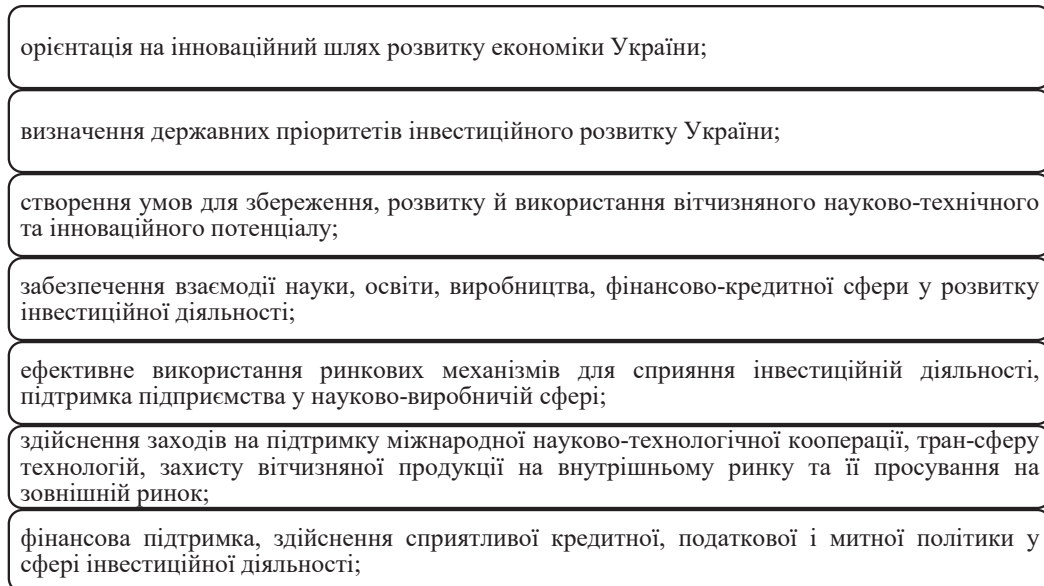 орієнтація на інноваційний шлях розвитку економіки України;
визначення державних пріоритетів інвестиційного розвитку України;
створення умов для збереження, розвитку й використання вітчизняного науково-технічного
та інноваційного потенціалу;
забезпечення взаємодії науки, освіти, виробництва, фінансово-кредитної сфери у розвитку
інвестиційної діяльності;
ефективне використання ринкових механізмів для сприяння інвестиційній діяльності,
підтримка підприємства у науково-виробничій сфері;
здійснення заходів на підтримку міжнародної науково-технологічної кооперації, тран-сферу
технологій, захисту вітчизняної продукції на внутрішньому ринку та її просування на
зовнішній ринок;
фінансова підтримка, здійснення сприятливої кредитної, податкової і митної політики у
сфері інвестиційної діяльності;